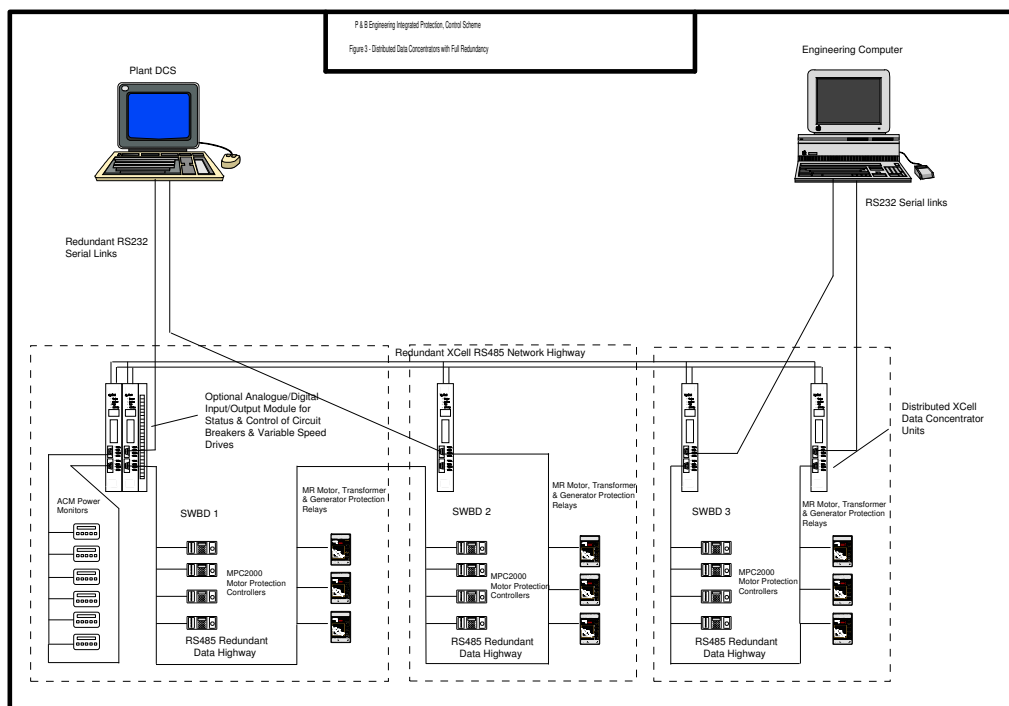 P & B Engineering Integrated Protection, Control Scheme
Figure 3 - Distributed Data Concentrators with Full Redundancy
Plant DCS
Engineering Computer
RS232 Serial links
Redundant RS232
Serial Links
Redundant XCell RS485 Network Highway
Optional Analogue/Digital
Input/Output Module for
Status & Control of Circuit
Breakers & Variable Speed
Drives
Distributed XCell
Data Concentrator
Units
ACM Power
Monitors
SWBD 1
MR Motor, Transformer
& Generator Protection
Relays
MPC2000
Motor Protection
Controllers
RS485 Redundant
Data Highway
SWBD 2
MR Motor, Transformer
& Generator Protection
Relays
MPC2000
Motor Protection
Controllers
RS485 Redundant
Data Highway
SWBD 3
MR Motor, Transformer
& Generator Protection
Relays
MPC2000
Motor Protection
Controllers
RS485 Redundant
Data Highway